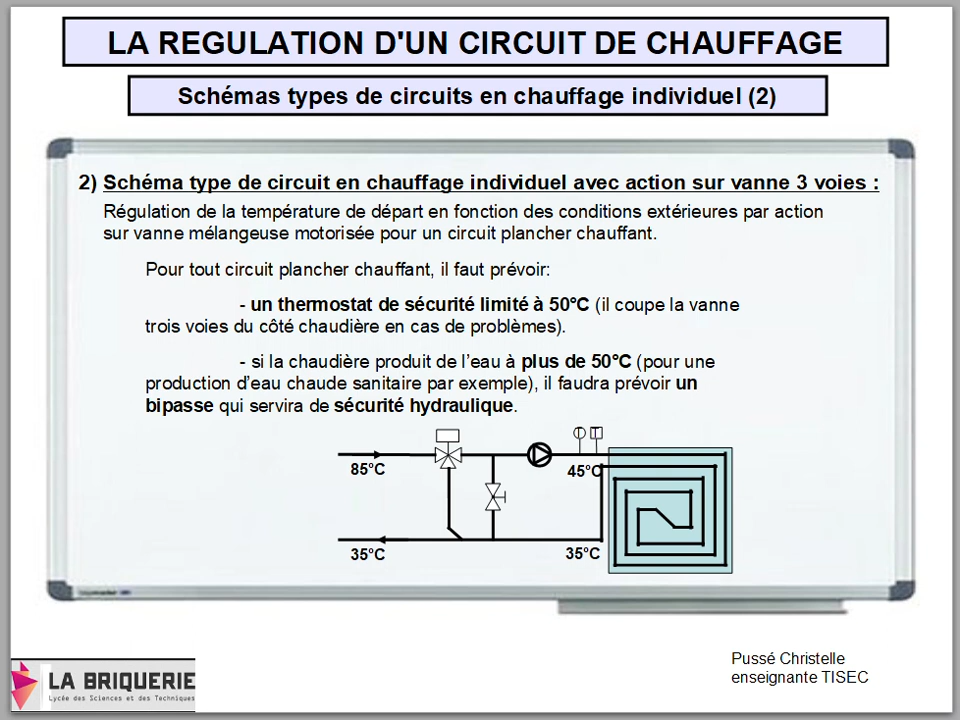 LA REGULATION D'UN CIRCUIT DE CHAUFFAGE
Schémas types de circuits en chauffage individuel (2)
2) Schéma type de circuit en chauffage individuel avec action sur vanne 3 voies :
Régulation de la température de départ en fonction des conditions extérieures par action
sur vanne mélangeuse motorisée pour un circuit plancher chauffant.
Pour tout circuit plancher chauffant, il faut prévoir:
- un thermostat de sécurité limité à 50°C (il coupe la vanne
trois voies du côté chaudière en cas de problèmes).
- si la chaudière produit de l’eau à plus de 50°C (pour une
production d’eau chaude sanitaire par exemple), il faudra prévoir un
bipasse qui servira de sécurité hydraulique.
T
85°C
45°C
35°C
35°C
Pussé Christelle
enseignante TISEC
LA BRIQUERIE
Lycée des Sciences et des Techniques